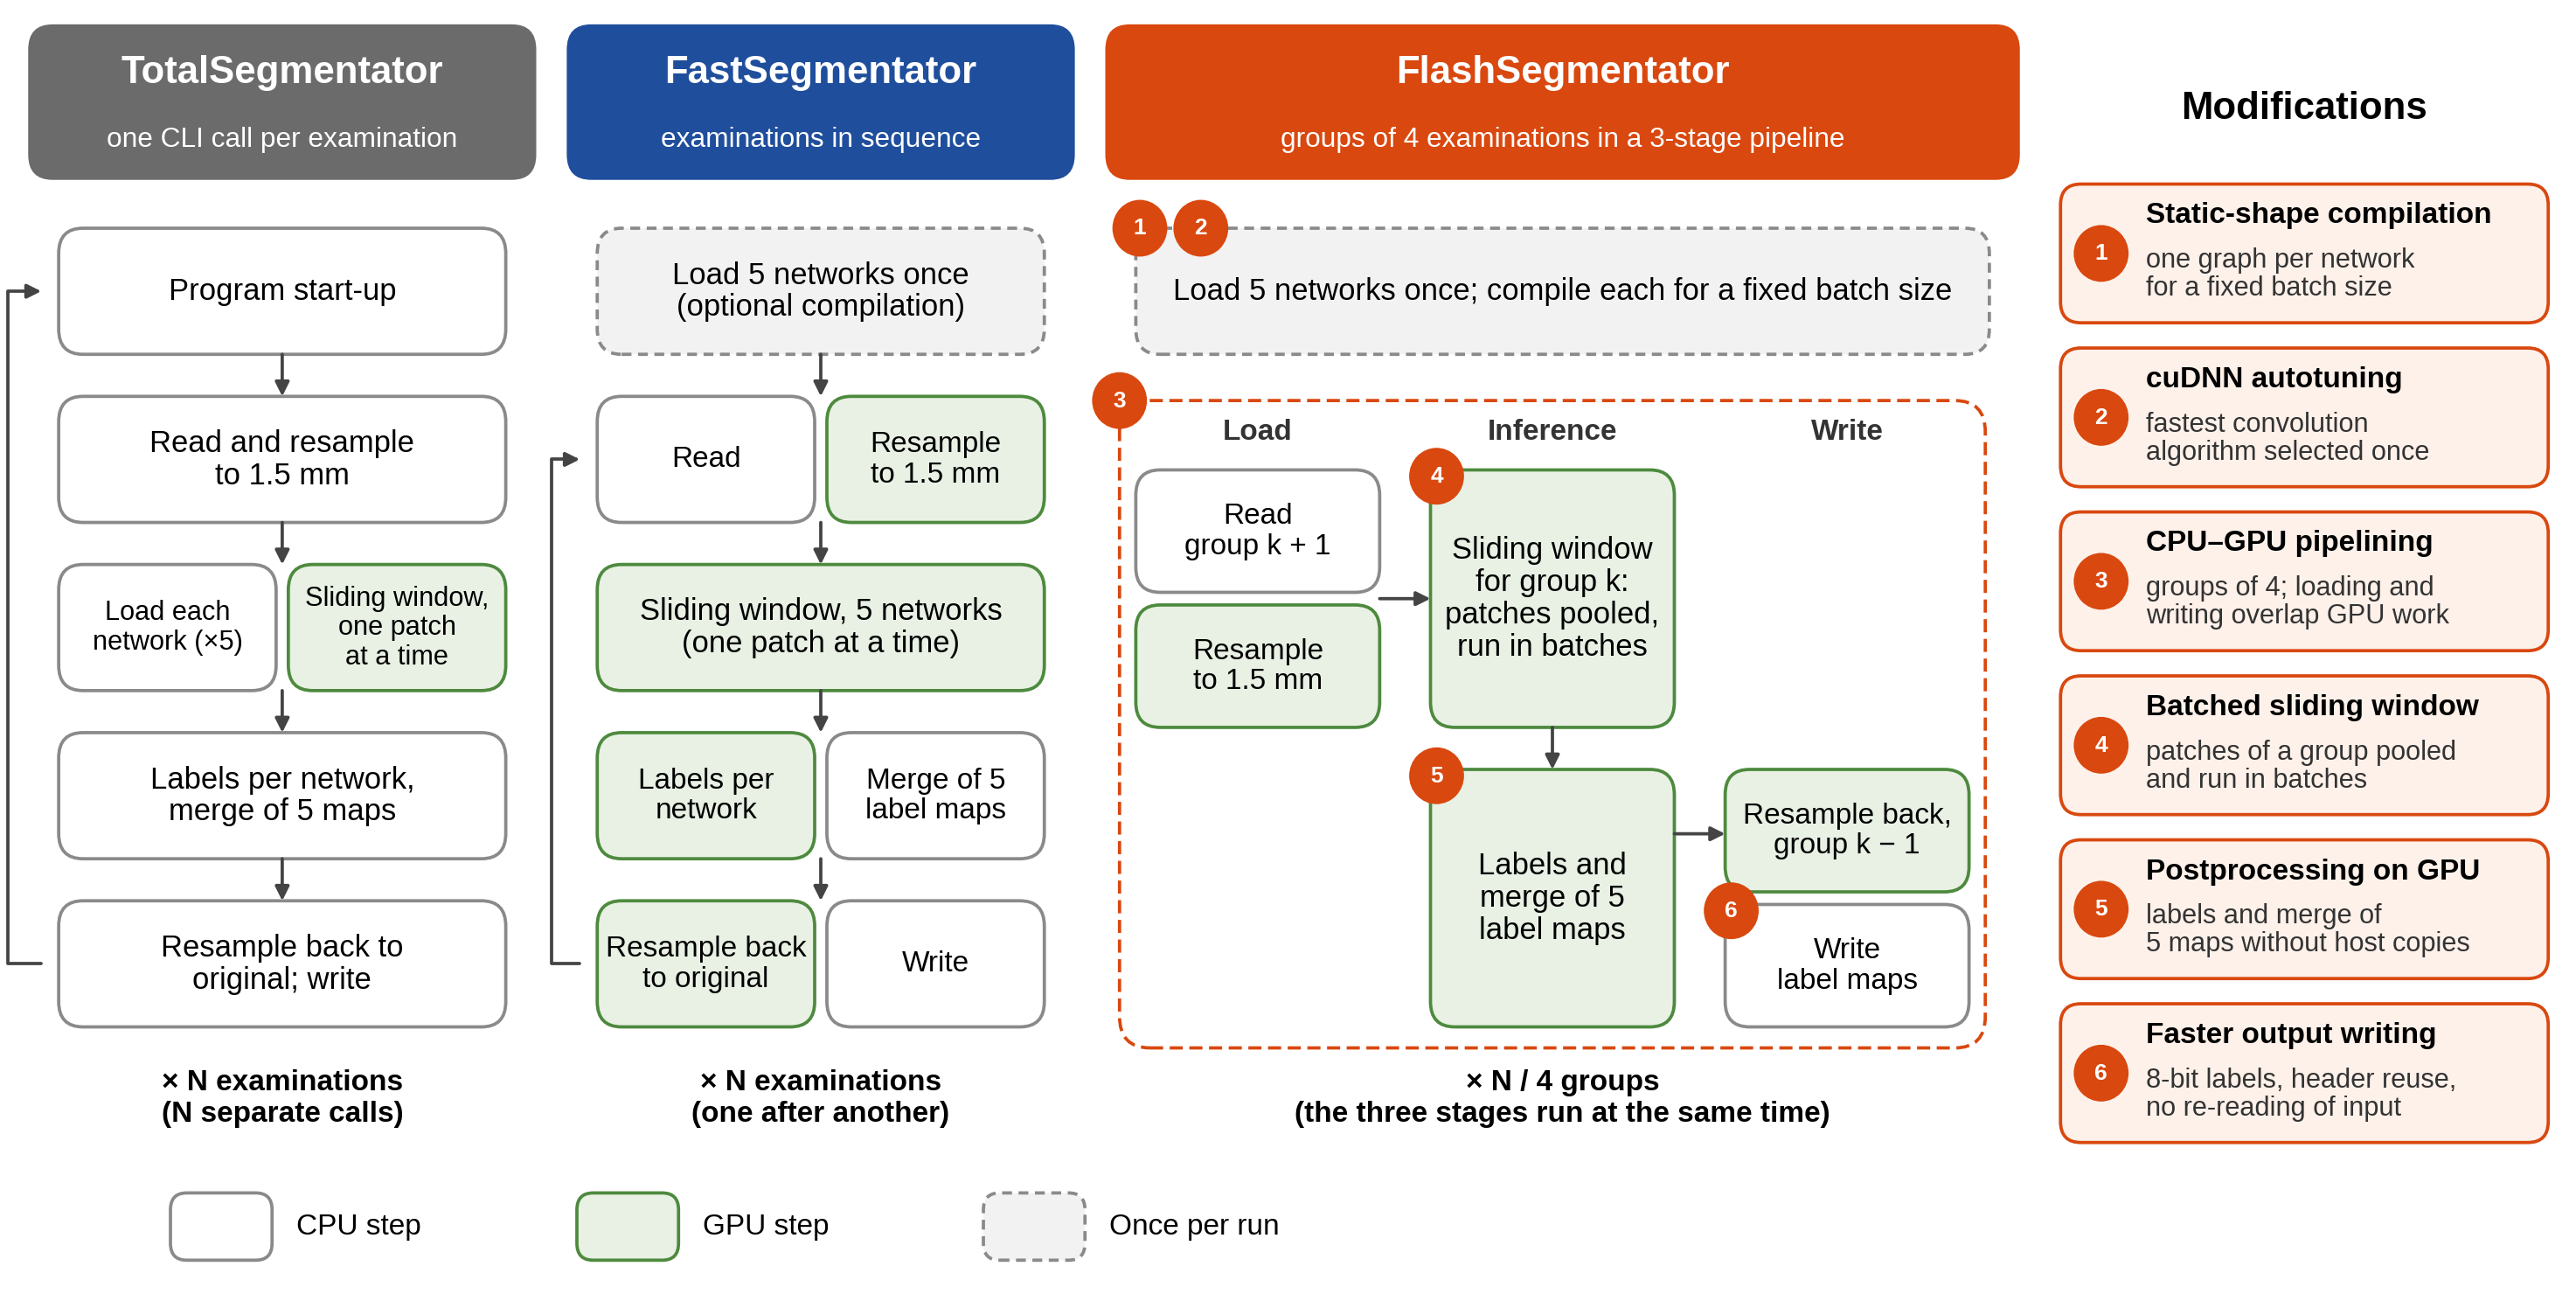 TotalSegmentator
one CLI call per examination
FastSegmentator
examinations in sequence
FlashSegmentator
groups of 4 examinations in a 3-stage pipeline
Modifications
Program start-up
Read and resample
to 1.5 mm
Load each
network (×5)
Sliding window,
one patch
at a time
Labels per network,
merge of 5 maps
Resample back to
original; write
× N examinations
(N separate calls)
Load 5 networks once
(optional compilation)
Read
Resample
to 1.5 mm
Sliding window, 5 networks
(one patch at a time)
Labels per
network
Merge of 5
label maps
Resample back
to original
Write
× N examinations
(one after another)
1
2
Load 5 networks once; compile each for a fixed batch size
3
Load
Inference
Write
Read
group k + 1
Resample
to 1.5 mm
4
Sliding window
for group k:
patches pooled,
run in batches
5
Labels and
merge of 5
label maps
Resample back,
group k − 1
6
Write
label maps
× N / 4 groups
(the three stages run at the same time)
1
Static-shape compilation
one graph per network
for a fixed batch size
2
cuDNN autotuning
fastest convolution
algorithm selected once
3
CPU–GPU pipelining
groups of 4; loading and
writing overlap GPU work
4
Batched sliding window
patches of a group pooled
and run in batches
5
Postprocessing on GPU
labels and merge of
5 maps without host copies
6
Faster output writing
8-bit labels, header reuse,
no re-reading of input
CPU step
GPU step
Once per run